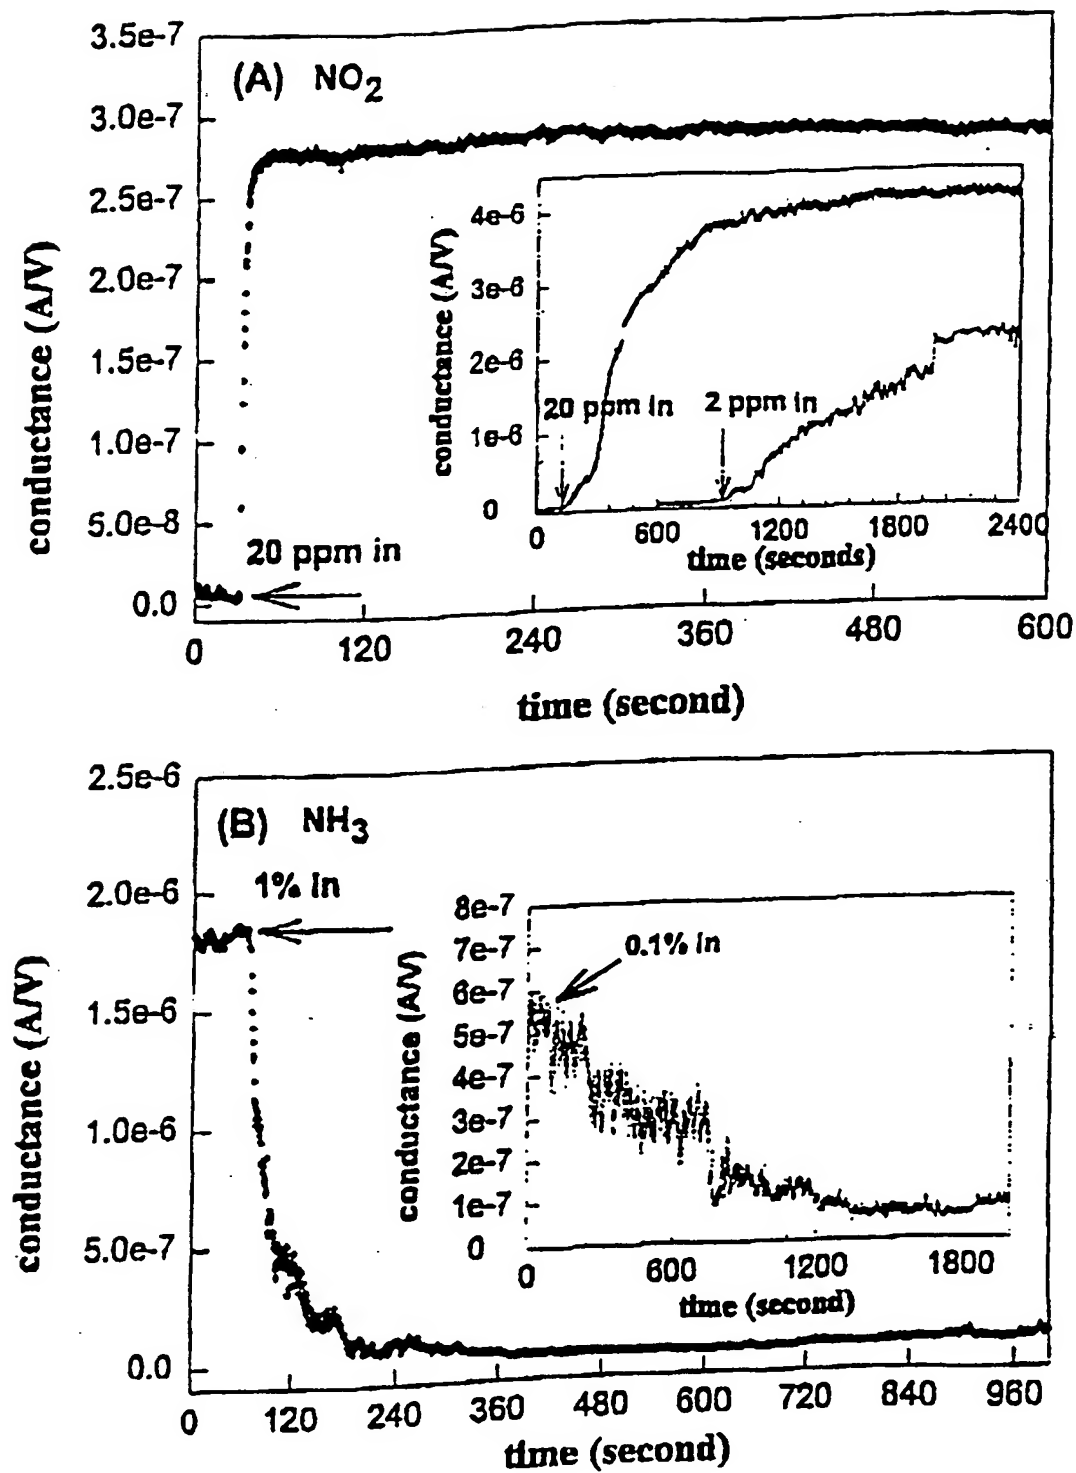 (A) NO2
3.5e-7
3.0e-7
2.5e-7
2.0e-7
1.5e-7
1.0e-7
5.0e-8
0.0
conductance (A/V)
20 ppm in
0 120 240 360 480 600
time (second)
4e-6
3e-6
2e-6
1e-6
0
conductance (A/V)
20 ppm in
2 ppm in
0 600 1200 1800 2400
time (seconds)
(B) NH3
2.5e-6
2.0e-6
1.5e-6
1.0e-6
5.0e-7
0.0
conductance (A/V)
1% in
0 120 240 360 480 600 720 840 960
time (second)
8e-7
7e-7
6e-7
5e-7
4e-7
3e-7
2e-7
1e-7
0
conductance (A/V)
0.1% in
0 600 1200 1800
time (second)